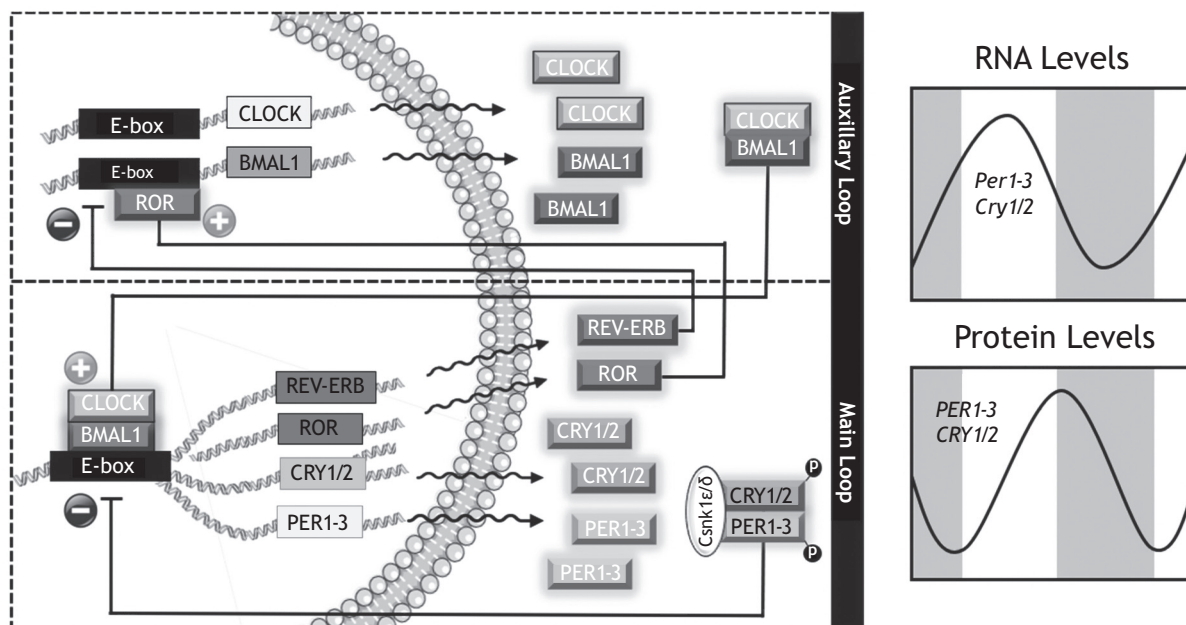 CLOCK
CLOCK
BMAL1
BMAL1
E-box
CLOCK
E-box
BMAL1
ROR
−
+
CLOCK
BMAL1
Auxillary Loop
REV-ERB
ROR
+
CLOCK
BMAL1
E-box
−
REV-ERB
ROR
CRY1/2
PER1-3
CRY1/2
CRY1/2
PER1-3
PER1-3
Csnk1ε/δ
CRY1/2
PER1-3
P
P
Main Loop
RNA Levels
Per1-3
Cry1/2
Protein Levels
PER1-3
CRY1/2